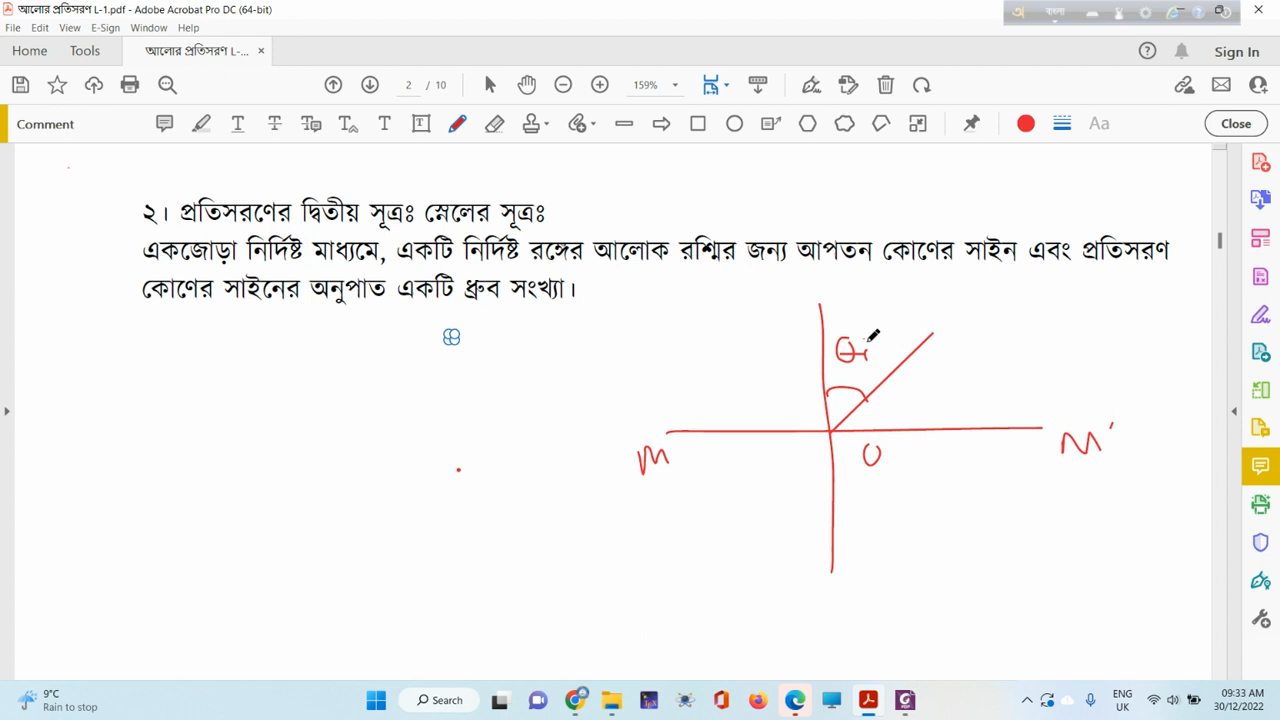 আলোর প্রতিসরণ L-1.pdf - Adobe Acrobat Pro DC (64-bit)
বাংলা
File Edit View E-Sign Window Help
Home Tools আলোর প্রতিসরণ L-... × Sign In
2 / 10 159%
Comment Aa Close
২। প্রতিসরণের দ্বিতীয় সূত্রঃ স্নেলের সূত্রঃ
একজোড়া নির্দিষ্ট মাধ্যমে, একটি নির্দিষ্ট রঙ্গের আলোক রশ্মির জন্য আপতন কোণের সাইন এবং প্রতিসরণ
কোণের সাইনের অনুপাত একটি ধ্রুব সংখ্যা।
M O M'
9°C
Rain to stop
Search
ENG
UK
09:33 AM
30/12/2022